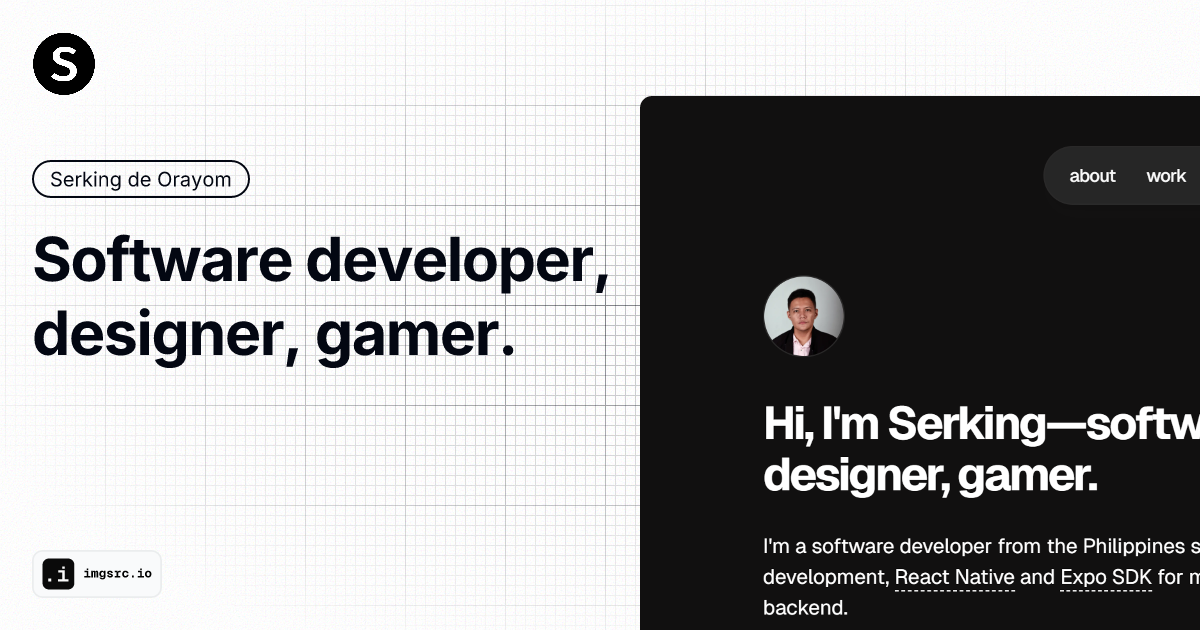 S
Serking de Orayom
Software developer,
designer, gamer.
.i imgsrc.io
about work
Hi, I'm Serking—softw
designer, gamer.
I'm a software developer from the Philippines s
development, React Native and Expo SDK for m
backend.